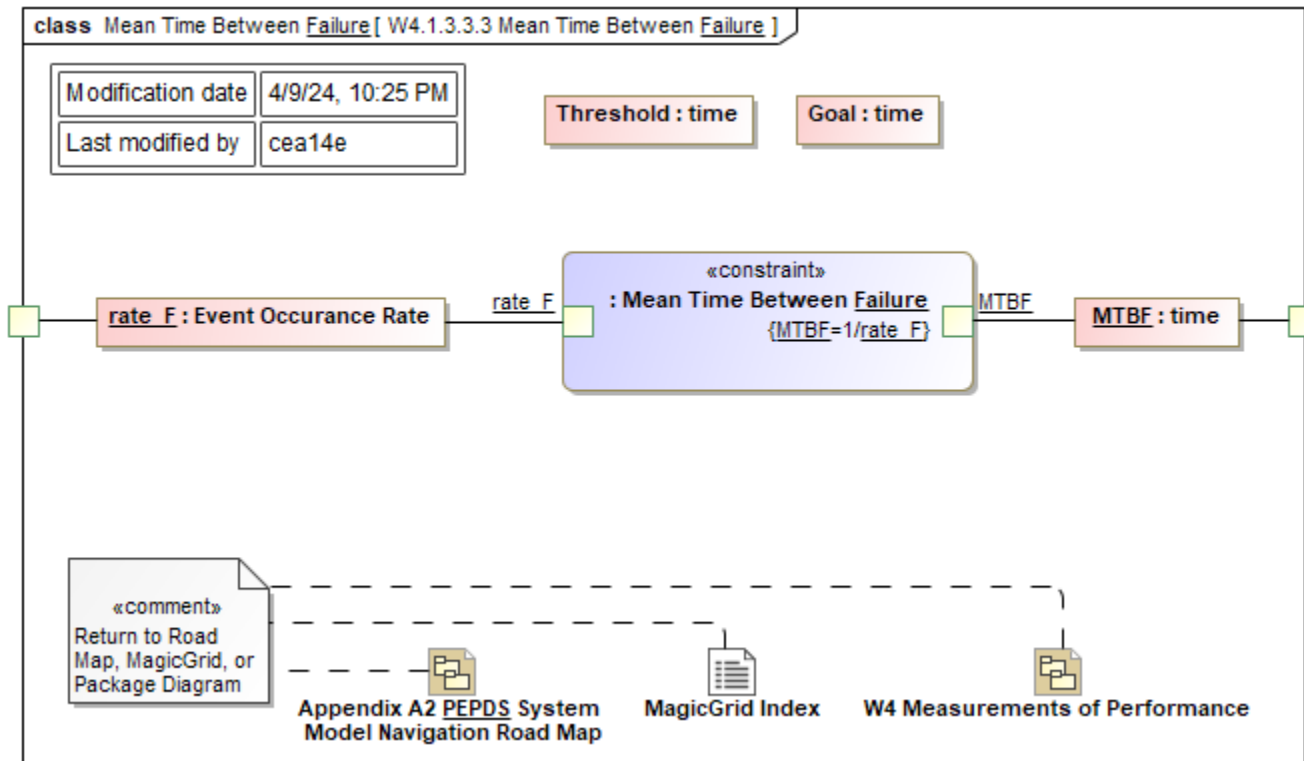 class Mean Time Between Failure [ W4.1.3.3.3 Mean Time Between Failure ]
Modification date 4/9/24, 10:25 PM
Last modified by cea14e
Threshold : time
Goal : time
«constraint»
: Mean Time Between Failure
{MTBF=1/rate_F}
rate_F : Event Occurance Rate
rate_F
MTBF
MTBF : time
«comment»
Return to Road
Map, MagicGrid, or
Package Diagram
Appendix A2 PEPDS System
Model Navigation Road Map
MagicGrid Index
W4 Measurements of Performance